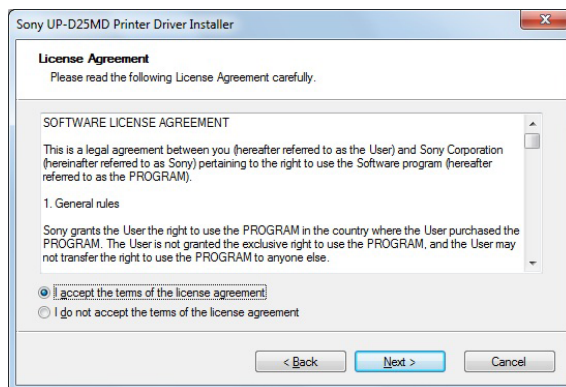 Sony UP-D25MD Printer Driver Installer
License Agreement
Please read the following License Agreement carefully.
SOFTWARE LICENSE AGREEMENT
This is a legal agreement between you (hereafter referred to as the User) and Sony Corporation
(hereinafter referred to as Sony) pertaining to the right to use the Software program (hereafter
referred to as the PROGRAM).
1. General rules
Sony grants the User the right to use the PROGRAM in the country where the User purchased the
PROGRAM. The User is not granted the exclusive right to use the PROGRAM, and the User may
not transfer the right to use the PROGRAM to anyone else.
I accept the terms of the license agreement
I do not accept the terms of the license agreement
< Back
Next >
Cancel